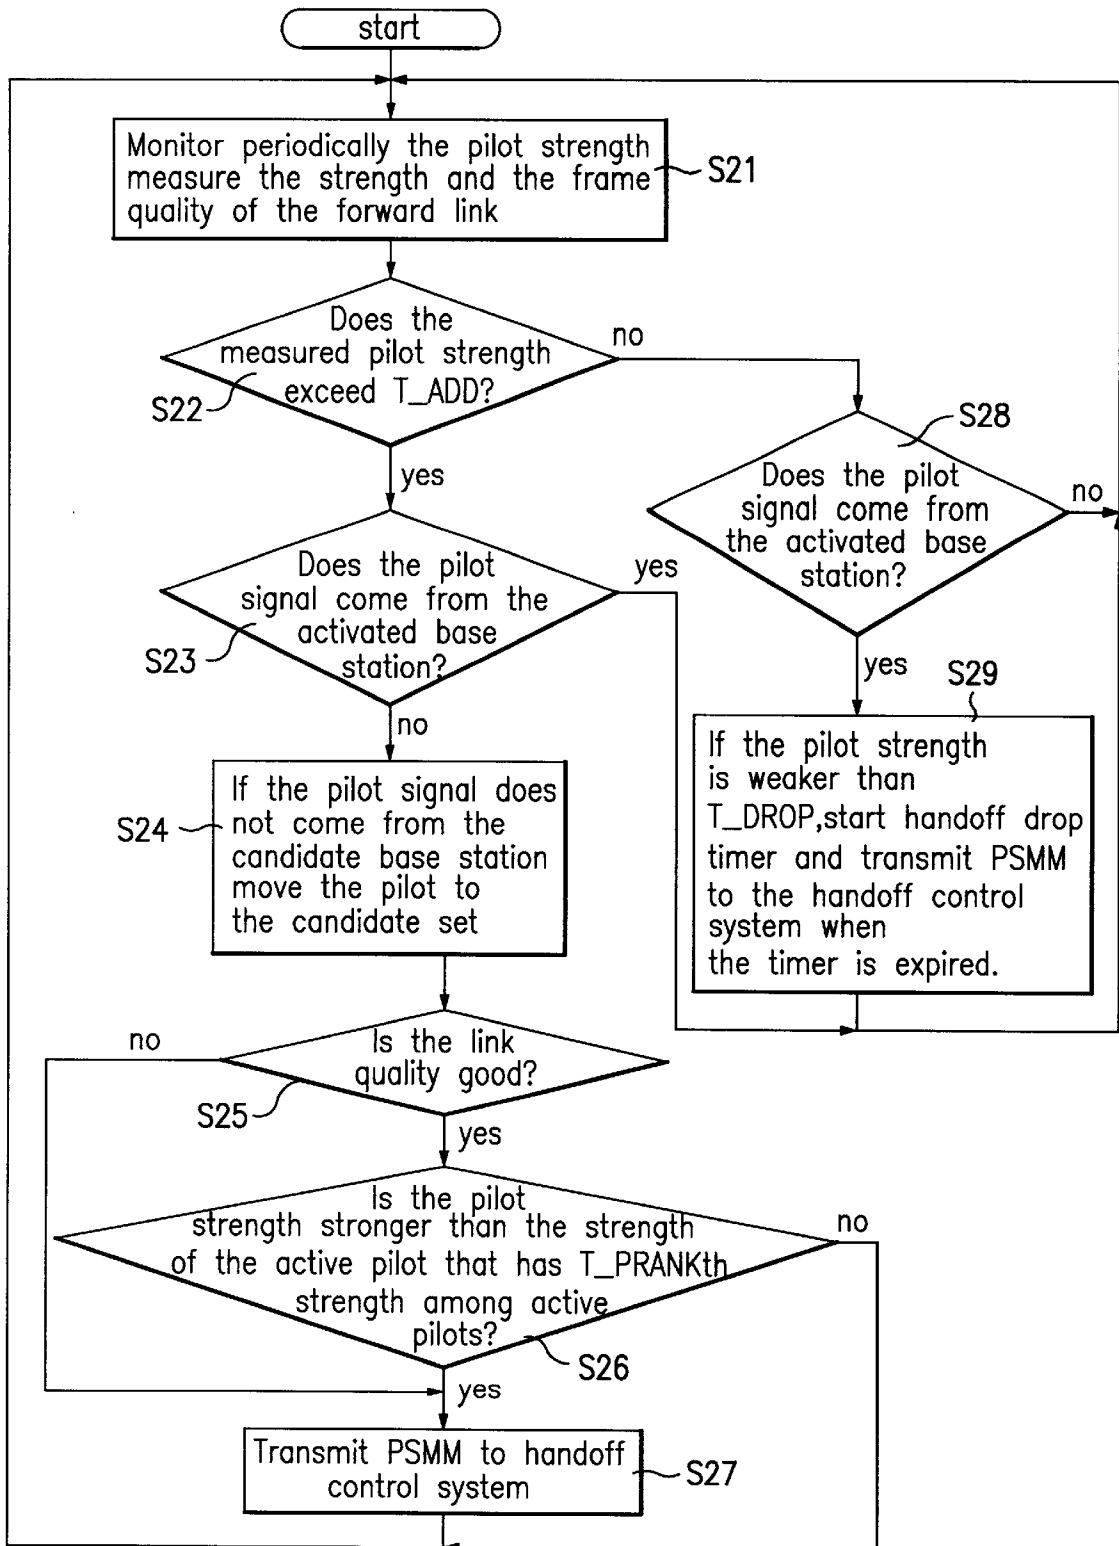 start
Monitor periodically the pilot strength
measure the strength and the frame
quality of the forward link
S21
Does the
measured pilot strength
exceed T_ADD?
S22
no
yes
S28
Does the pilot
signal come from
the activated base
station?
no
yes
Does the pilot
signal come from the
activated base
station?
S23
yes
no
S29
If the pilot strength
is weaker than
T_DROP,start handoff drop
timer and transmit PSMM
to the handoff control
system when
the timer is expired.
S24
If the pilot signal does
not come from the
candidate base station
move the pilot to
the candidate set
no
Is the link
quality good?
S25
yes
Is the pilot
strength stronger than the strength
of the active pilot that has T_PRANKth
strength among active
pilots?
no
S26
yes
Transmit PSMM to handoff
control system
S27